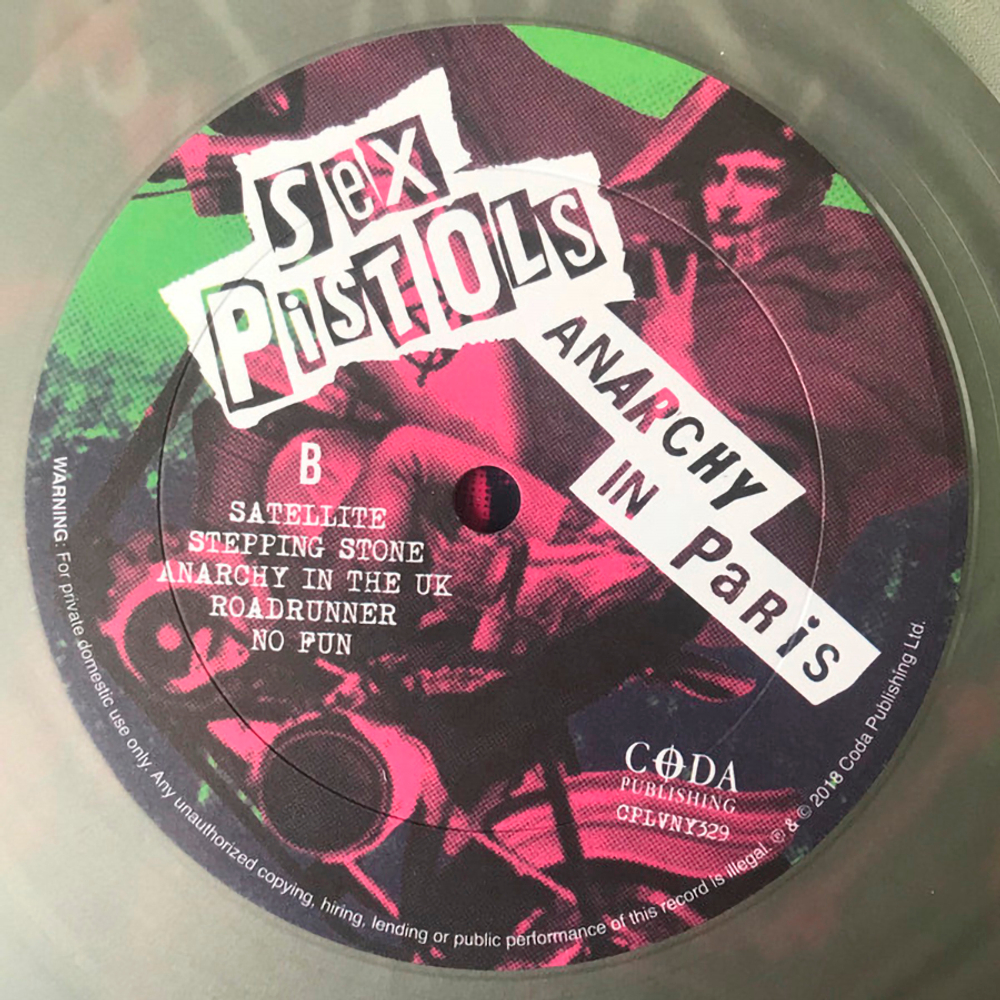 Sex
PiSTOLS
ANARCHY
IN PaRiS
B
SATELLITE
STEPPING STONE
ANARCHY IN THE UK
ROADRUNNER
NO FUN
CODA
PUBLISHING
CPLVNY329
WARNING: For private domestic use only. Any unauthorized copying, hiring, lending or public performance of this record is illegal. ℗ & © 2018 Coda Publishing Ltd.